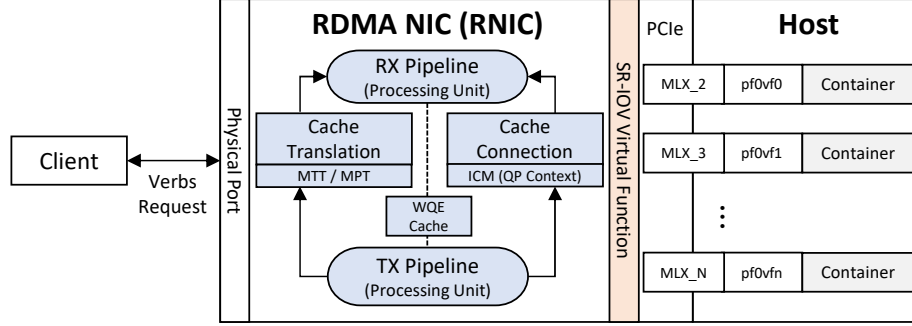 RDMA NIC (RNIC)
PCIe
Host
Client
Verbs
Request
Physical Port
RX Pipeline
(Processing Unit)
Cache
Translation
MTT / MPT
Cache
Connection
ICM (QP Context)
WQE
Cache
TX Pipeline
(Processing Unit)
SR-IOV Virtual Function
MLX_2 pf0vf0 Container
MLX_3 pf0vf1 Container
⋮
MLX_N pf0vfn Container